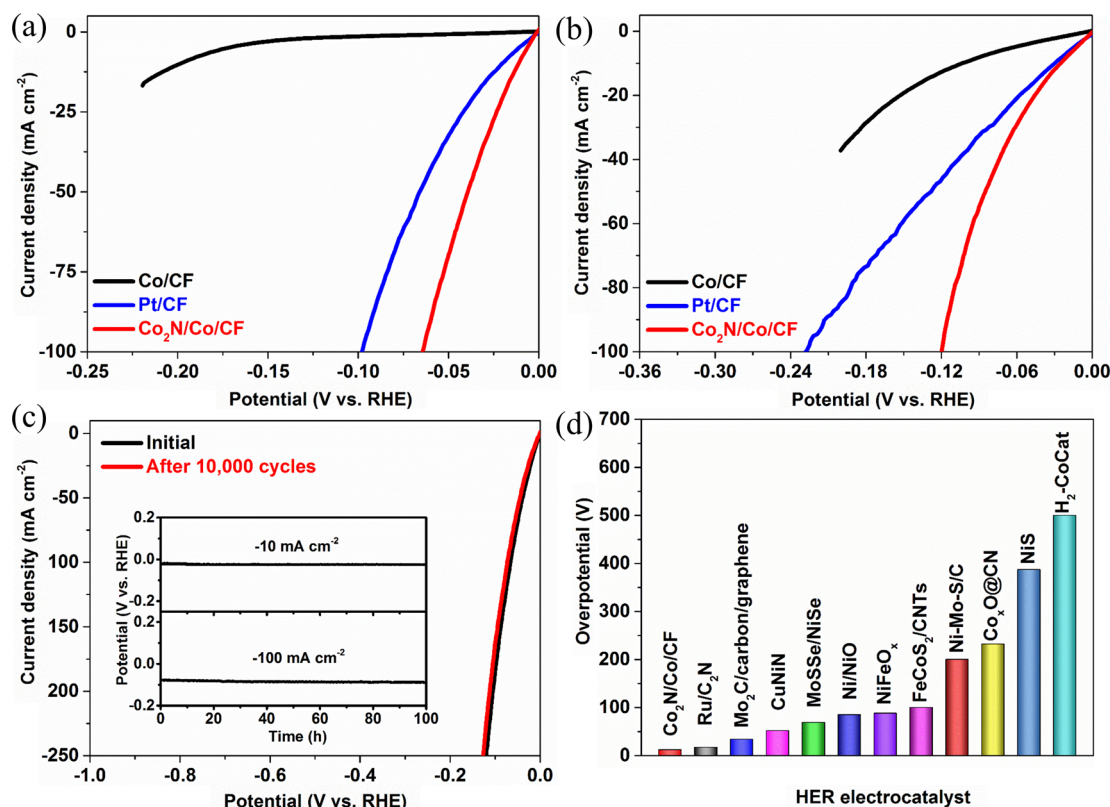 (a)
0
-25
-50
-75
-100
Current density (mA cm⁻²)
Co/CF
Pt/CF
Co₂N/Co/CF
-0.25 -0.20 -0.15 -0.10 -0.05 0.00
Potential (V vs. RHE)
(b)
0
-20
-40
-60
-80
-100
Current density (mA cm⁻²)
Co/CF
Pt/CF
Co₂N/Co/CF
-0.36 -0.30 -0.24 -0.18 -0.12 -0.06 0.00
Potential (V vs. RHE)
(c)
0
-50
100
150
200
-250
Current density (mA cm⁻²)
Initial
After 10,000 cycles
0.2
0.0
-0.2
0.2
0.0
-0.2
Potential (V vs. RHE)
-10 mA cm⁻²
-100 mA cm⁻²
0 20 40 60 80 100
Time (h)
-1.0 -0.8 -0.6 -0.4 -0.2 0.0
Potential (V vs. RHE)
(d)
700
600
500
400
300
200
100
0
Overpotential (V)
Co₂N/Co/CF
Ru/C₂N
Mo₂C/carbon/graphene
CuNiN
MoSSe/NiSe
Ni/NiO
NiFeOₓ
FeCoS₂/CNTs
Ni-Mo-S/C
CoₓO@CN
NiS
H₂-CoCat
HER electrocatalyst